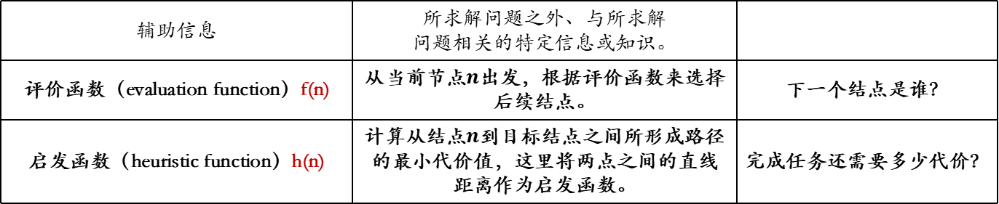 辅助信息
所求解问题之外、与所求解
问题相关的特定信息或知识。
评价函数（evaluation function）f(n)
从当前节点n出发，根据评价函数来选择
后续结点。
下一个结点是谁？
启发函数（heuristic function）h(n)
计算从结点n到目标结点之间所形成路径
的最小代价值，这里将两点之间的直线
距离作为启发函数。
完成任务还需要多少代价？